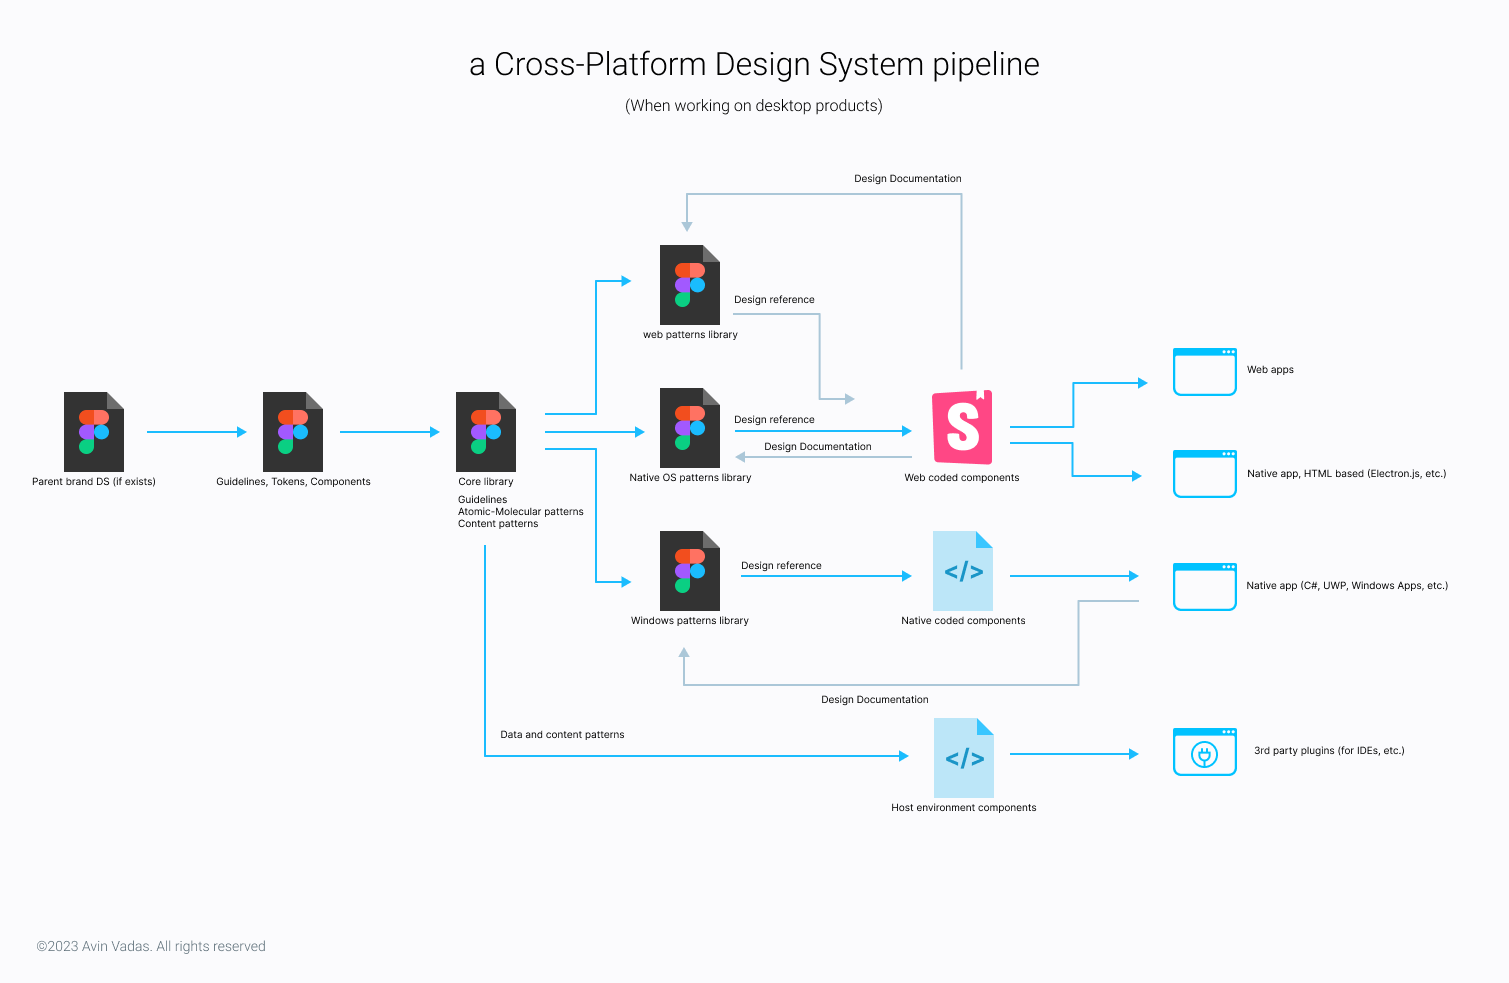 a Cross-Platform Design System pipeline
(When working on desktop products)
Design Documentation
Design reference
web patterns library
Web apps
Design reference
Design Documentation
Parent brand DS (if exists)
Guidelines, Tokens, Components
Core library
Guidelines
Atomic-Molecular patterns
Content patterns
Native OS patterns library
S
Web coded components
Native app, HTML based (Electron.js, etc.)
Design reference
</>
Windows patterns library
Native coded components
Native app (C#, UWP, Windows Apps, etc.)
Design Documentation
Data and content patterns
</>
Host environment components
3rd party plugins (for IDEs, etc.)
©2023 Avin Vadas. All rights reserved